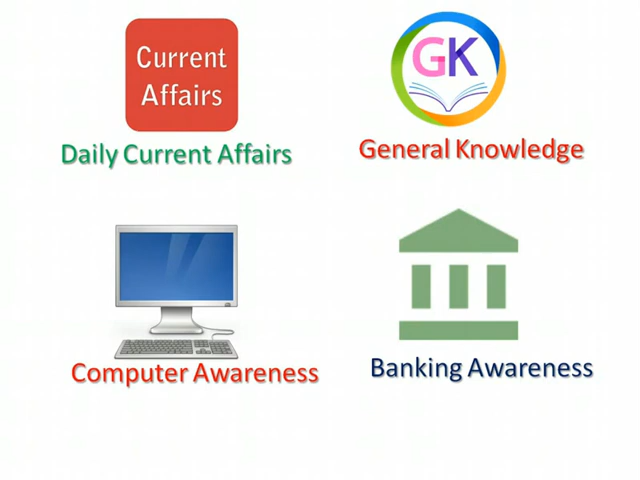 Current
Affairs
GK
Daily Current Affairs
General Knowledge
Computer Awareness
Banking Awareness